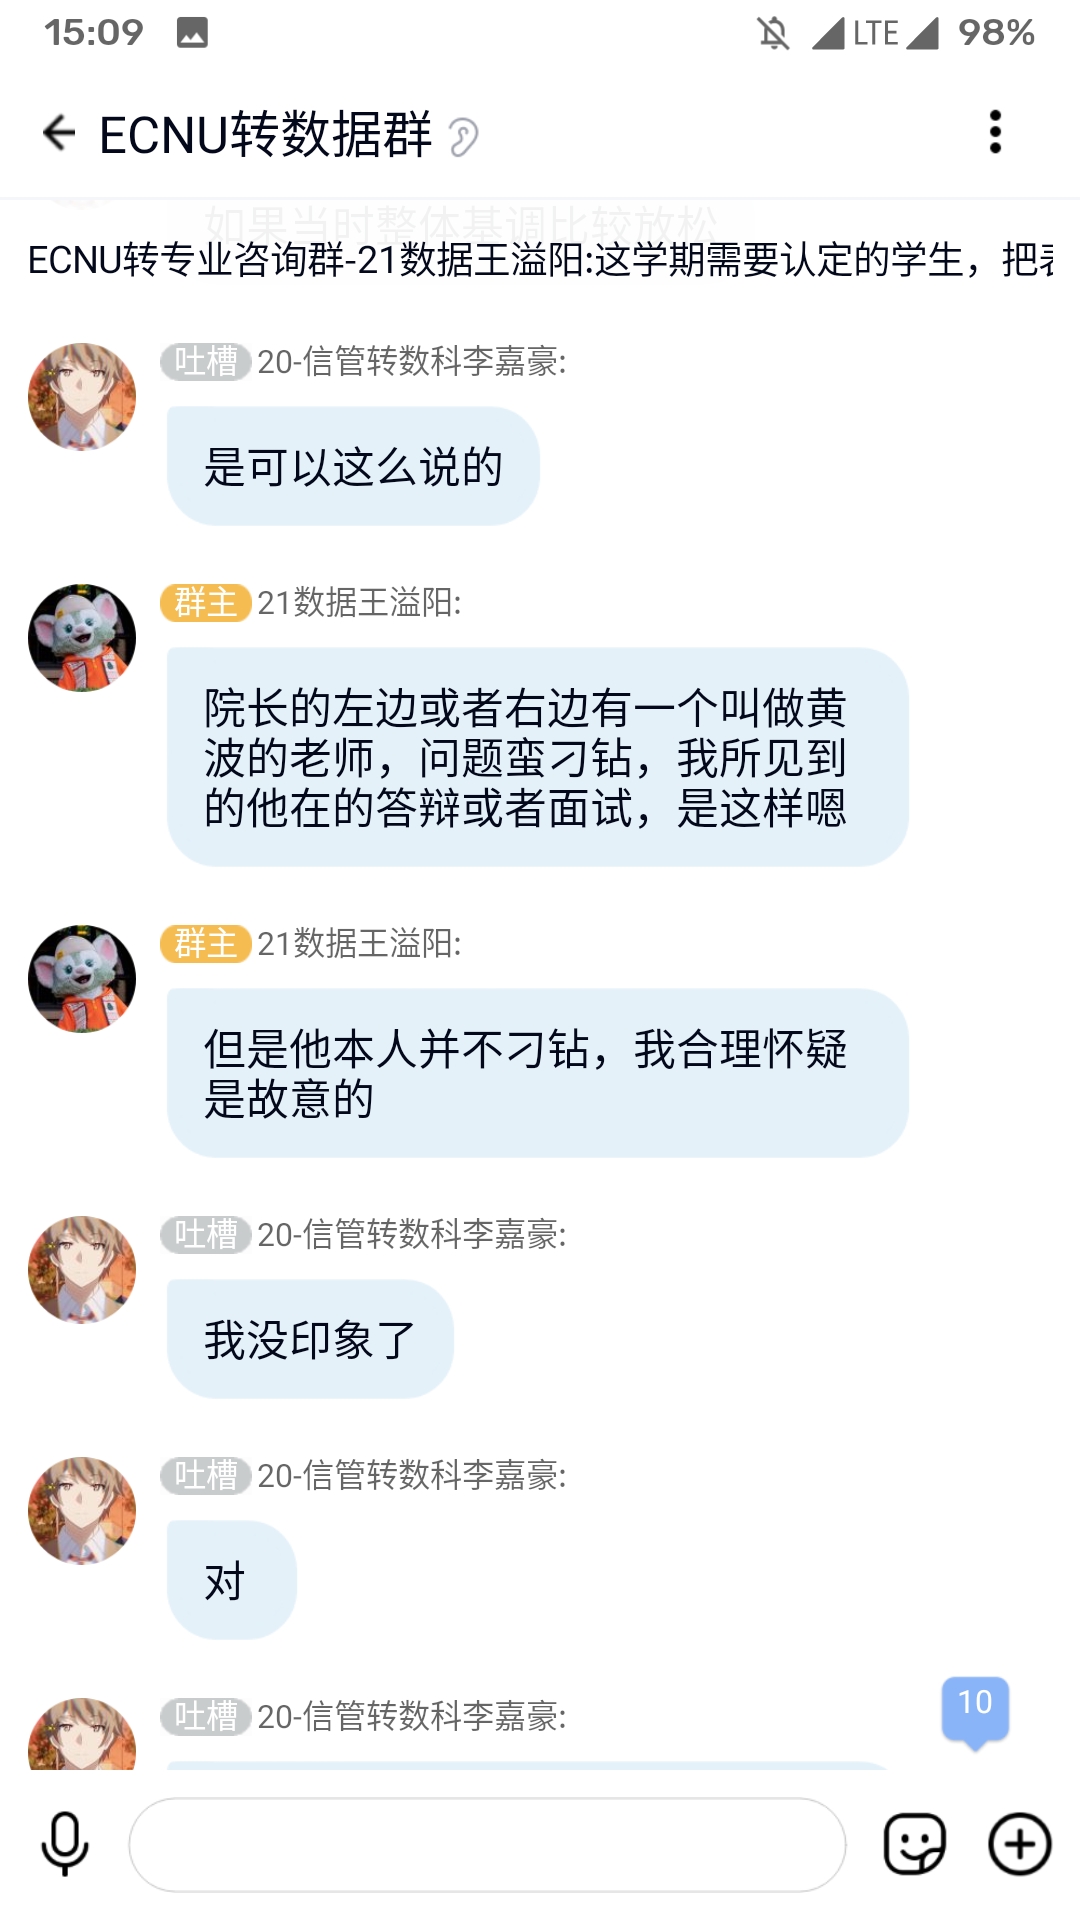 15:09
LTE
98%
ECNU转数据群
如果当时整体基调比较放松
ECNU转专业咨询群-21数据王溢阳:这学期需要认定的学生，把
吐槽 20-信管转数科李嘉豪:
是可以这么说的
群主 21数据王溢阳:
院长的左边或者右边有一个叫做黄
波的老师，问题蛮刁钻，我所见到
的他在的答辩或者面试，是这样嗯
群主 21数据王溢阳:
但是他本人并不刁钻，我合理怀疑
是故意的
吐槽 20-信管转数科李嘉豪:
我没印象了
吐槽 20-信管转数科李嘉豪:
对
吐槽 20-信管转数科李嘉豪:
10